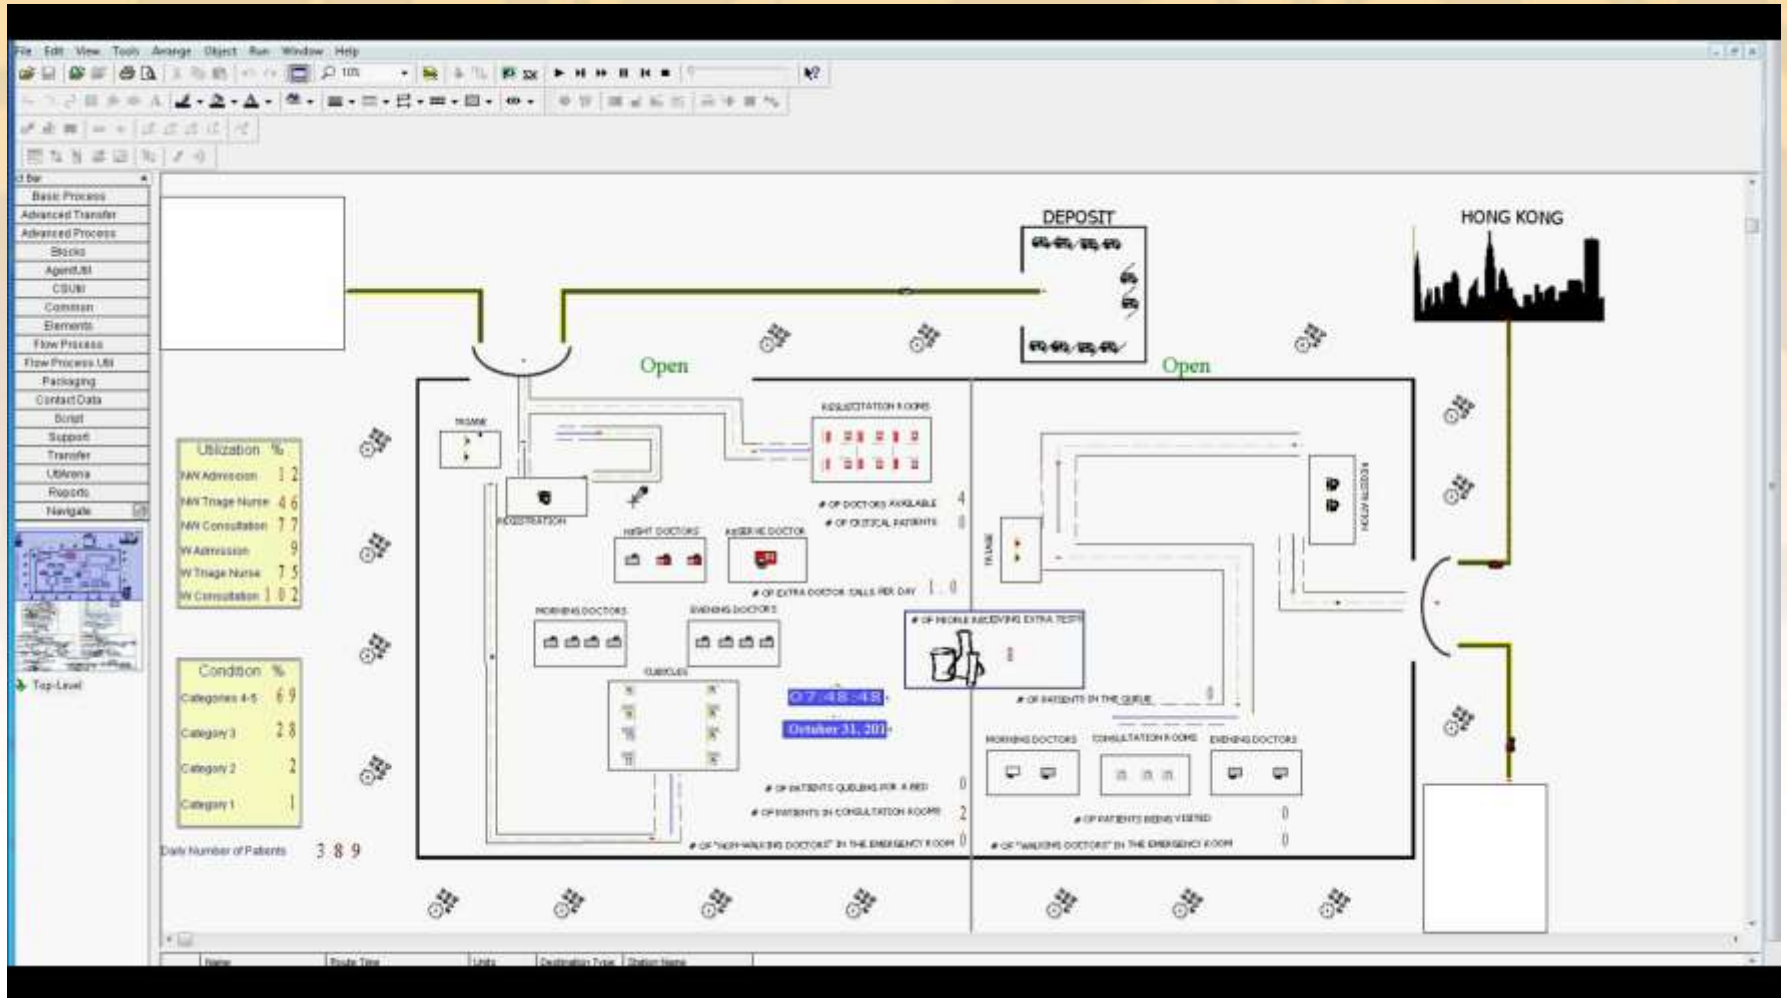 File Edit View Tools Arrange Object Run Window Help
10%
Basic Process
Advanced Transfer
Advanced Process
Blocks
AgentUtil
CSUtil
Common
Elements
Flow Process
Flow Process Util
Packaging
Contact Data
Script
Support
Transfer
UtlArena
Reports
Navigate
Top-Level
DEPOSIT
HONG KONG
Open
Open
Utilization %
NW Admission 12
NW Triage Nurse 46
NW Consultation 77
W Admission 9
W Triage Nurse 75
W Consultation 102
Condition %
Categories 4-5 69
Category 3 28
Category 2 2
Category 1 1
Daily Number of Patients 389
TRIAGE
REGISTRATION
RESUSCITATION ROOMS
# OF DOCTORS AVAILABLE 4
# OF CRITICAL PATIENTS
NIGHT DOCTORS
RESERVE DOCTOR
# OF EXTRA DOCTOR CALLS PER DAY 1.0
MORNING DOCTORS
EVENING DOCTORS
CUBICLES
07:48:48
October 31, 201
# OF PATIENTS QUEUING FOR A BED 0
# OF PATIENTS IN CONSULTATION ROOMS 2
# OF "NON-WALKING DOCTORS" IN THE EMERGENCY ROOM 0
# OF PEOPLE RECEIVING EXTRA TESTS
TRIAGE
REGISTRATION
# OF PATIENTS IN THE QUEUE
MORNING DOCTORS
CONSULTATION ROOMS
EVENING DOCTORS
# OF PATIENTS BEING VISITED 0
# OF "WALKING DOCTORS" IN THE EMERGENCY ROOM 0
Name Route Time Units Destination Type Station Name